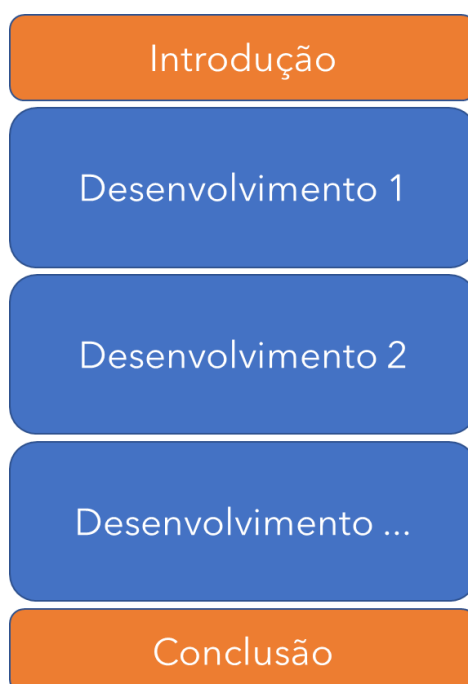 Introdução
Desenvolvimento 1
Desenvolvimento 2
Desenvolvimento ...
Conclusão